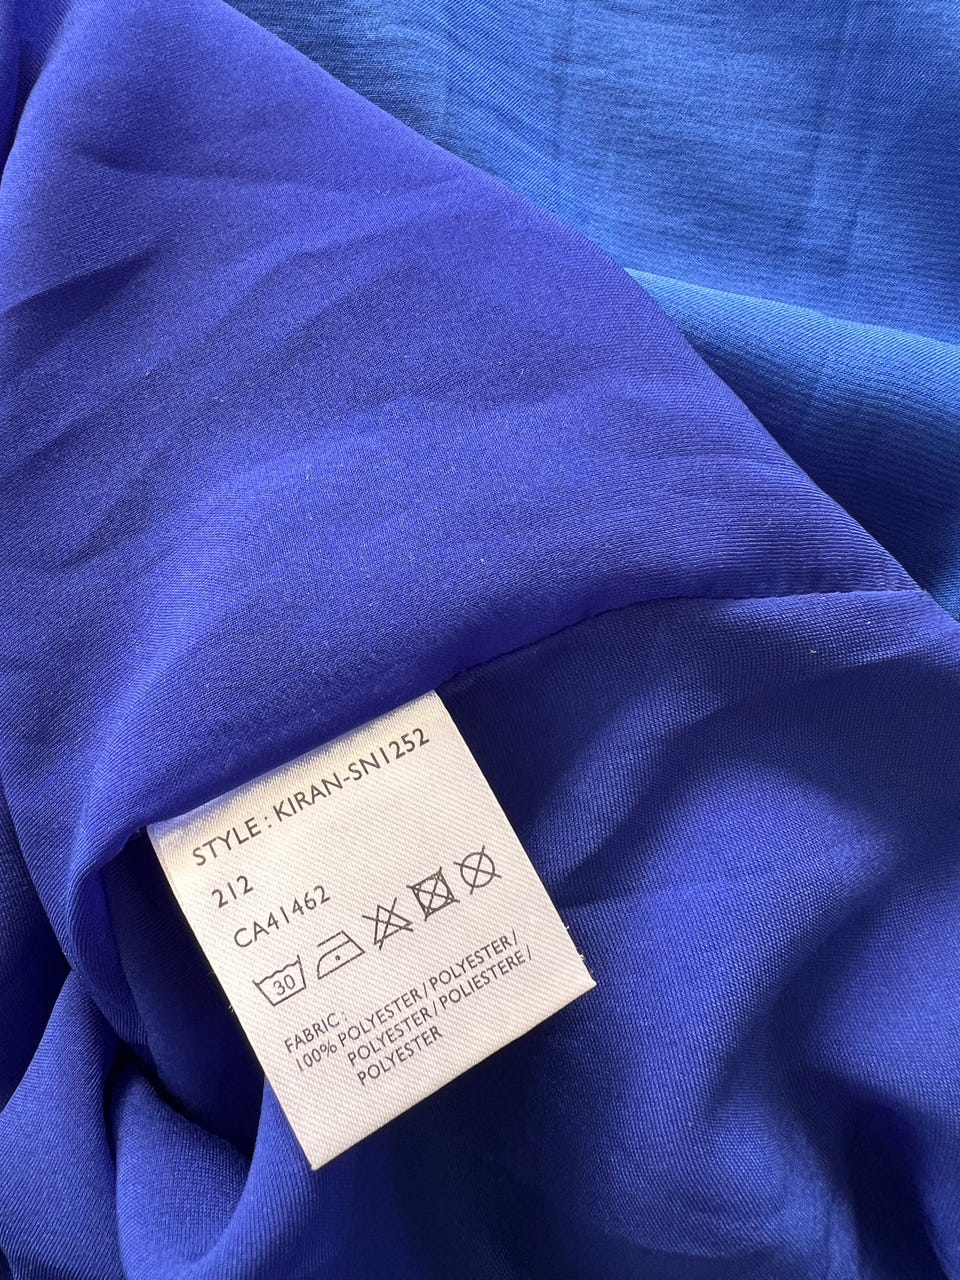 STYLE : KIRAN-SN1252
212
CA41462
30
FABRIC :
100% POLYESTER / POLYESTER /
POLYESTER / POLIESTERE /
POLYESTER